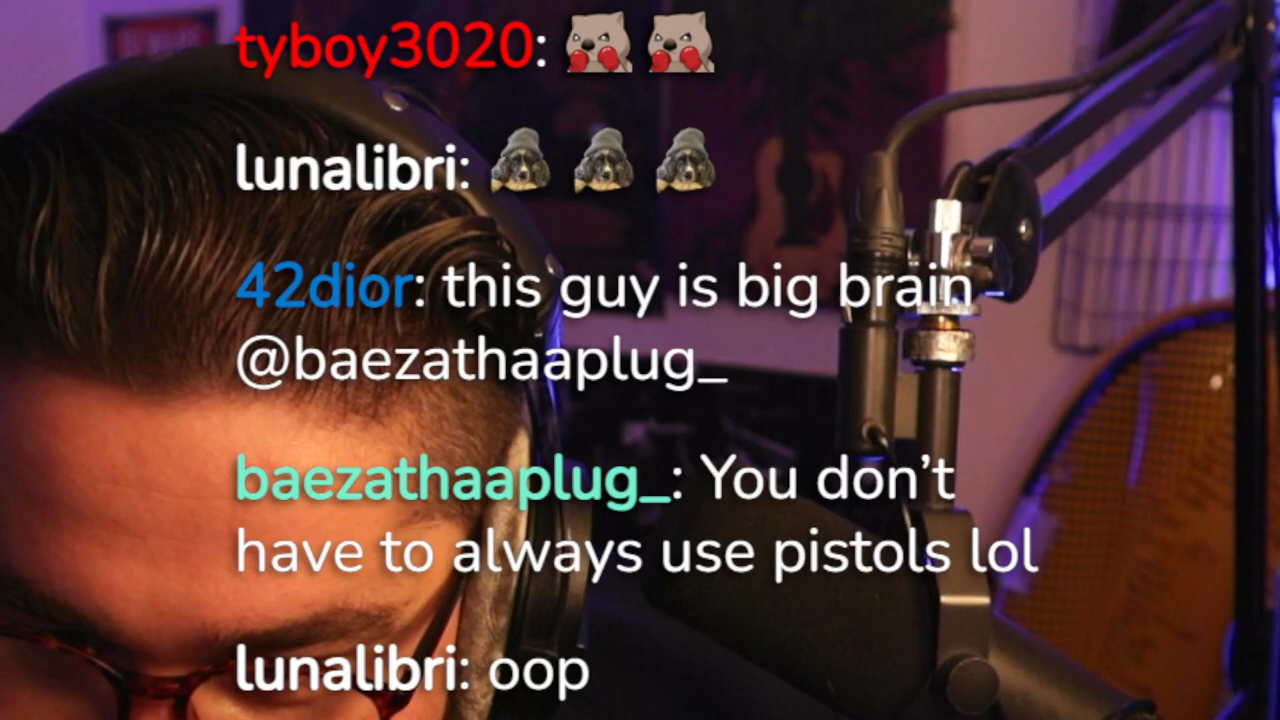 tyboy3020:
lunalibri:
42dior: this guy is big brain
@baezathaaplug_
baezathaaplug_: You don’t
have to always use pistols lol
lunalibri: oop